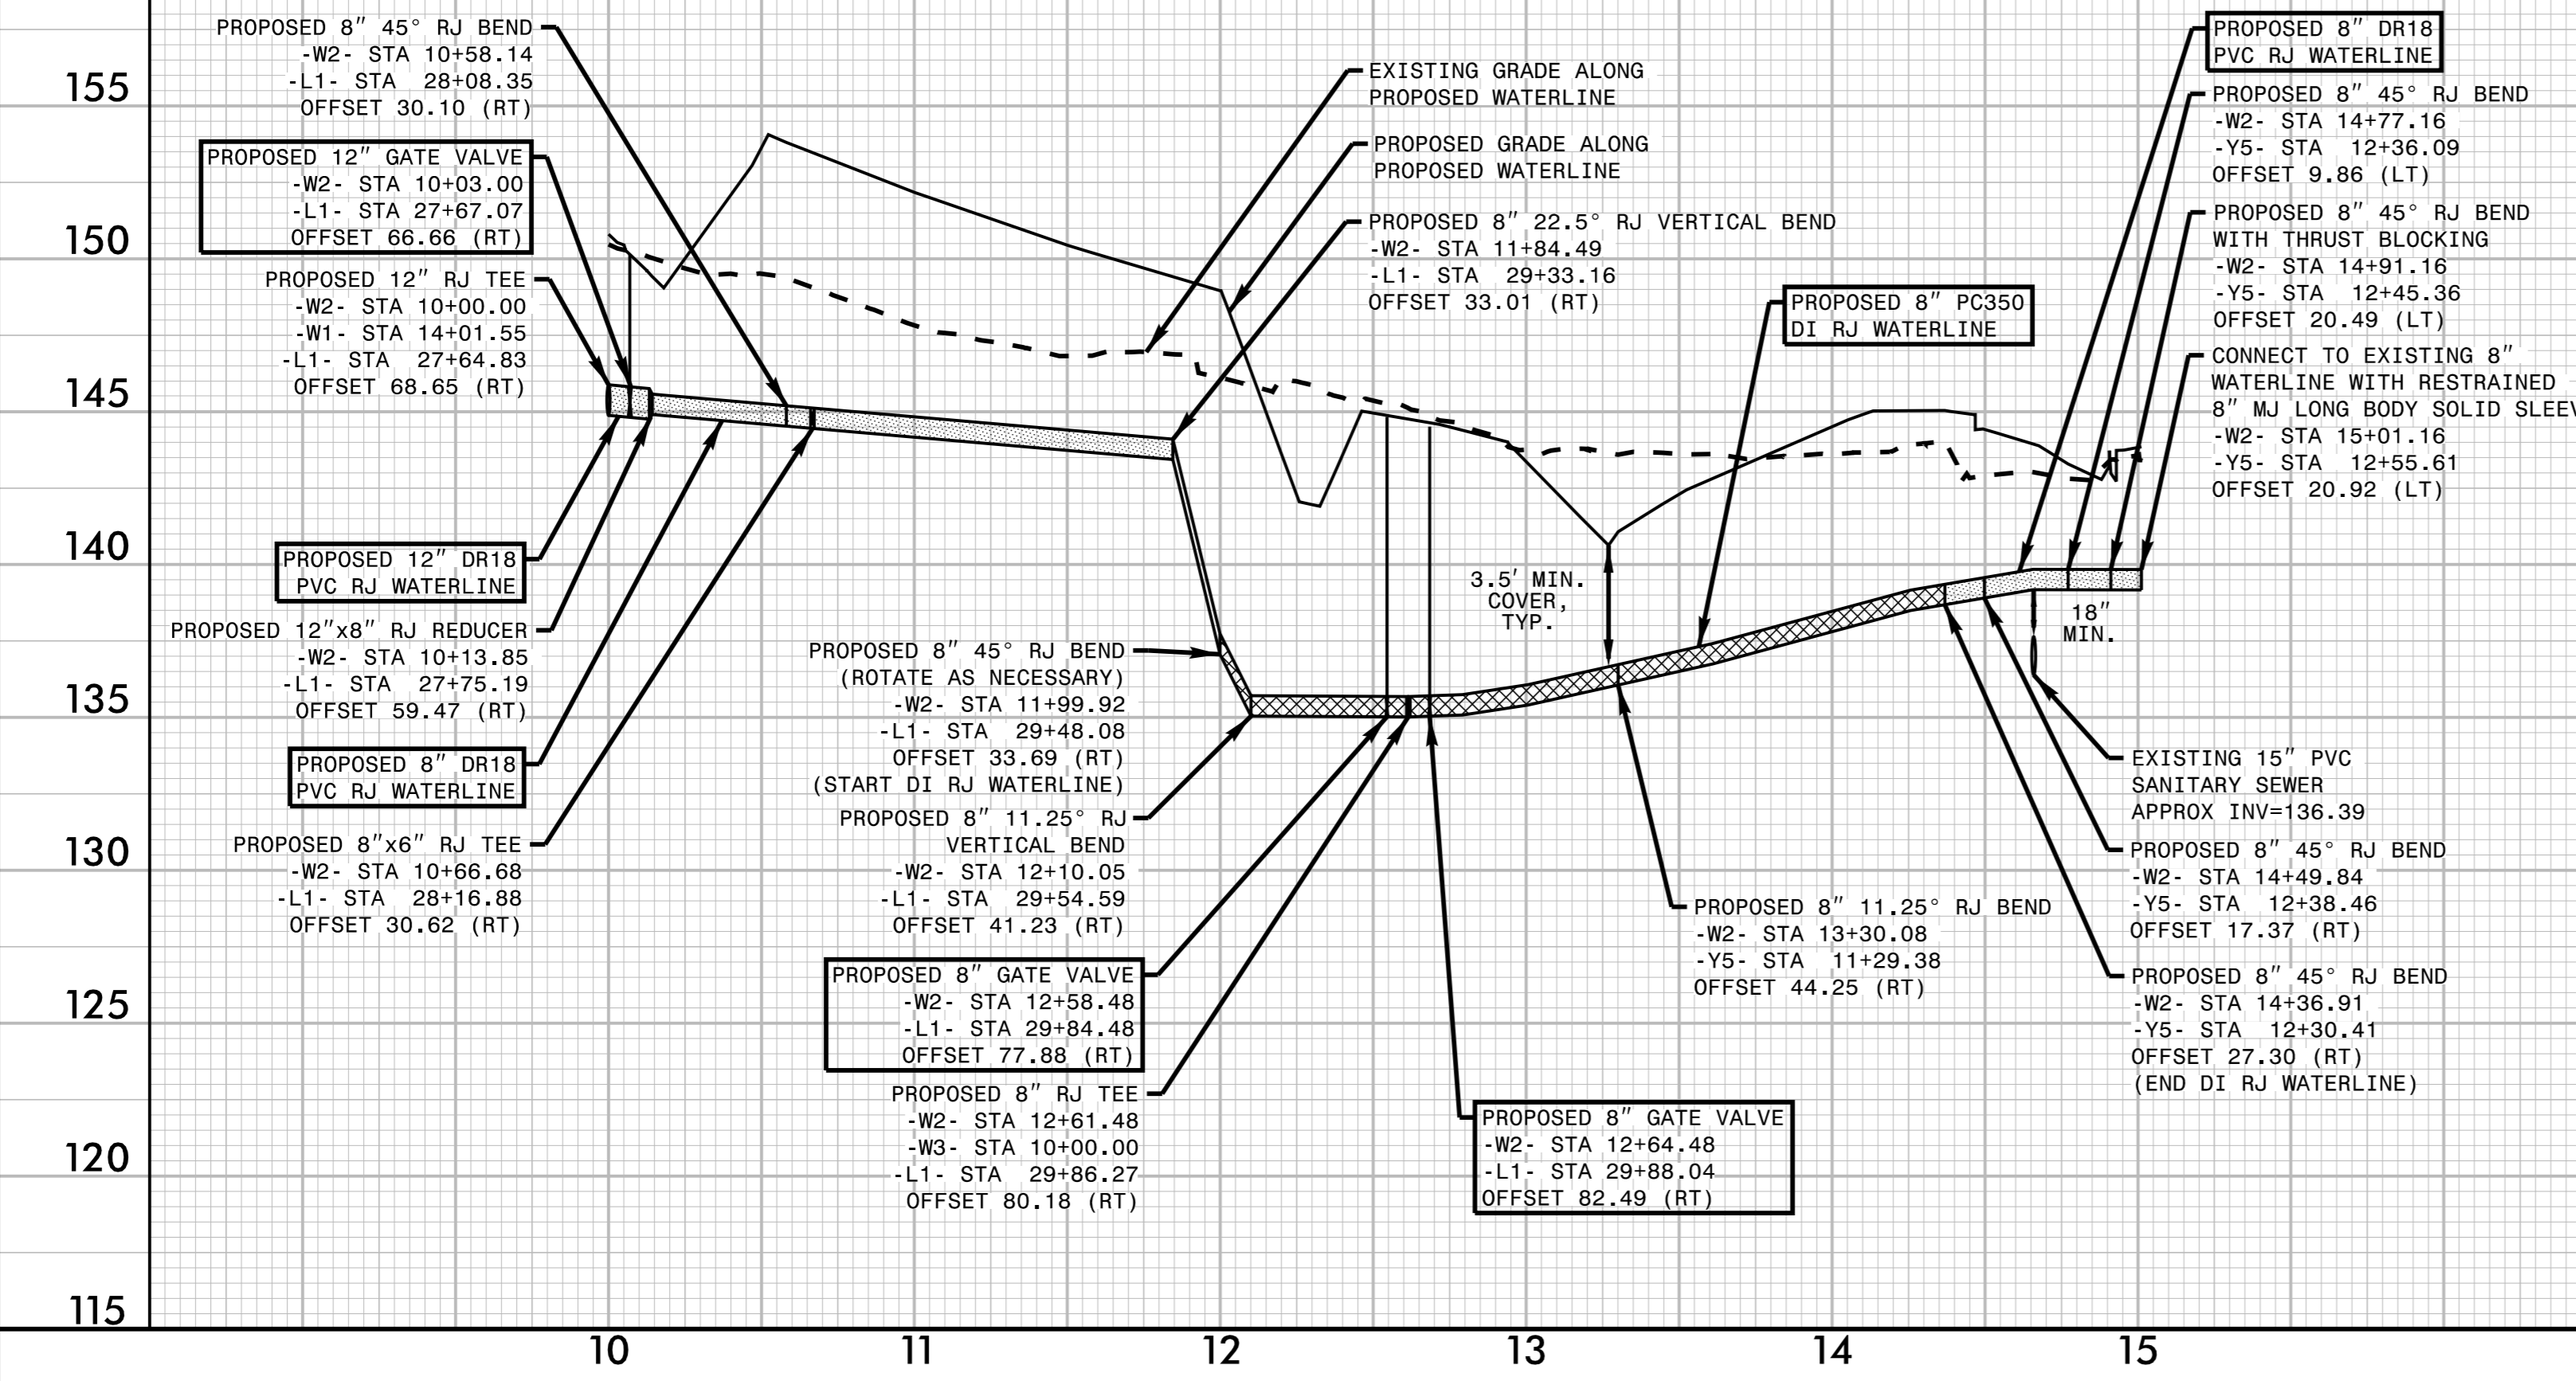 155
150
145
140
135
130
125
120
115
10
11
12
13
14
15
PROPOSED 8" 45° RJ BEND
-W2- STA 10+58.14
-L1- STA 28+08.35
OFFSET 30.10 (RT)
PROPOSED 12" GATE VALVE
-W2- STA 10+03.00
-L1- STA 27+67.07
OFFSET 66.66 (RT)
PROPOSED 12" RJ TEE
-W2- STA 10+00.00
-W1- STA 14+01.55
-L1- STA 27+64.83
OFFSET 68.65 (RT)
PROPOSED 12" DR18
PVC RJ WATERLINE
PROPOSED 12"x8" RJ REDUCER
-W2- STA 10+13.85
-L1- STA 27+75.19
OFFSET 59.47 (RT)
PROPOSED 8" DR18
PVC RJ WATERLINE
PROPOSED 8"x6" RJ TEE
-W2- STA 10+66.68
-L1- STA 28+16.88
OFFSET 30.62 (RT)
EXISTING GRADE ALONG
PROPOSED WATERLINE
PROPOSED GRADE ALONG
PROPOSED WATERLINE
PROPOSED 8" 22.5° RJ VERTICAL BEND
-W2- STA 11+84.49
-L1- STA 29+33.16
OFFSET 33.01 (RT)
PROPOSED 8" PC350
DI RJ WATERLINE
3.5' MIN.
COVER,
TYP.
PROPOSED 8" 45° RJ BEND
(ROTATE AS NECESSARY)
-W2- STA 11+99.92
-L1- STA 29+48.08
OFFSET 33.69 (RT)
(START DI RJ WATERLINE)
PROPOSED 8" 11.25° RJ
VERTICAL BEND
-W2- STA 12+10.05
-L1- STA 29+54.59
OFFSET 41.23 (RT)
PROPOSED 8" GATE VALVE
-W2- STA 12+58.48
-L1- STA 29+84.48
OFFSET 77.88 (RT)
PROPOSED 8" RJ TEE
-W2- STA 12+61.48
-W3- STA 10+00.00
-L1- STA 29+86.27
OFFSET 80.18 (RT)
PROPOSED 8" GATE VALVE
-W2- STA 12+64.48
-L1- STA 29+88.04
OFFSET 82.49 (RT)
PROPOSED 8" 11.25° RJ BEND
-W2- STA 13+30.08
-Y5- STA 11+29.38
OFFSET 44.25 (RT)
PROPOSED 8" DR18
PVC RJ WATERLINE
PROPOSED 8" 45° RJ BEND
-W2- STA 14+77.16
-Y5- STA 12+36.09
OFFSET 9.86 (LT)
PROPOSED 8" 45° RJ BEND
WITH THRUST BLOCKING
-W2- STA 14+91.16
-Y5- STA 12+45.36
OFFSET 20.49 (LT)
CONNECT TO EXISTING 8"
WATERLINE WITH RESTRAINED
8" MJ LONG BODY SOLID SLEEV
-W2- STA 15+01.16
-Y5- STA 12+55.61
OFFSET 20.92 (LT)
18"
MIN.
EXISTING 15" PVC
SANITARY SEWER
APPROX INV=136.39
PROPOSED 8" 45° RJ BEND
-W2- STA 14+49.84
-Y5- STA 12+38.46
OFFSET 17.37 (RT)
PROPOSED 8" 45° RJ BEND
-W2- STA 14+36.91
-Y5- STA 12+30.41
OFFSET 27.30 (RT)
(END DI RJ WATERLINE)